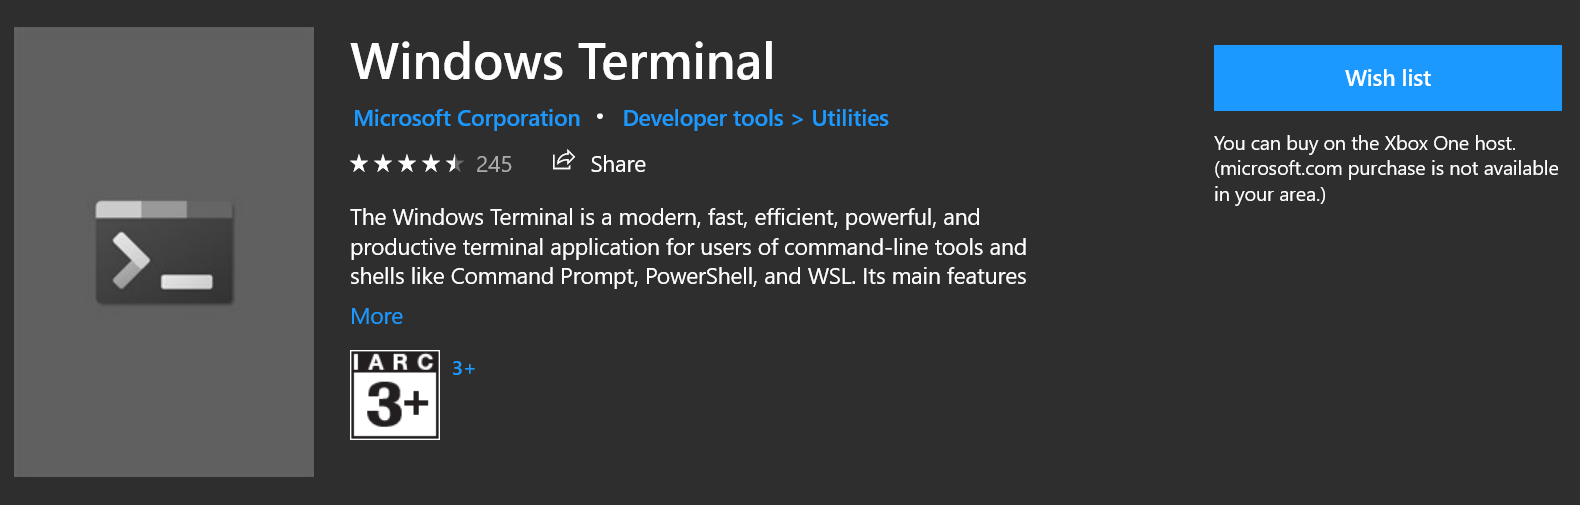 Windows Terminal
Microsoft Corporation • Developer tools > Utilities
245 Share
The Windows Terminal is a modern, fast, efficient, powerful, and
productive terminal application for users of command-line tools and
shells like Command Prompt, PowerShell, and WSL. Its main features
More
IARC
3+
3+
Wish list
You can buy on the Xbox One host.
(microsoft.com purchase is not available
in your area.)